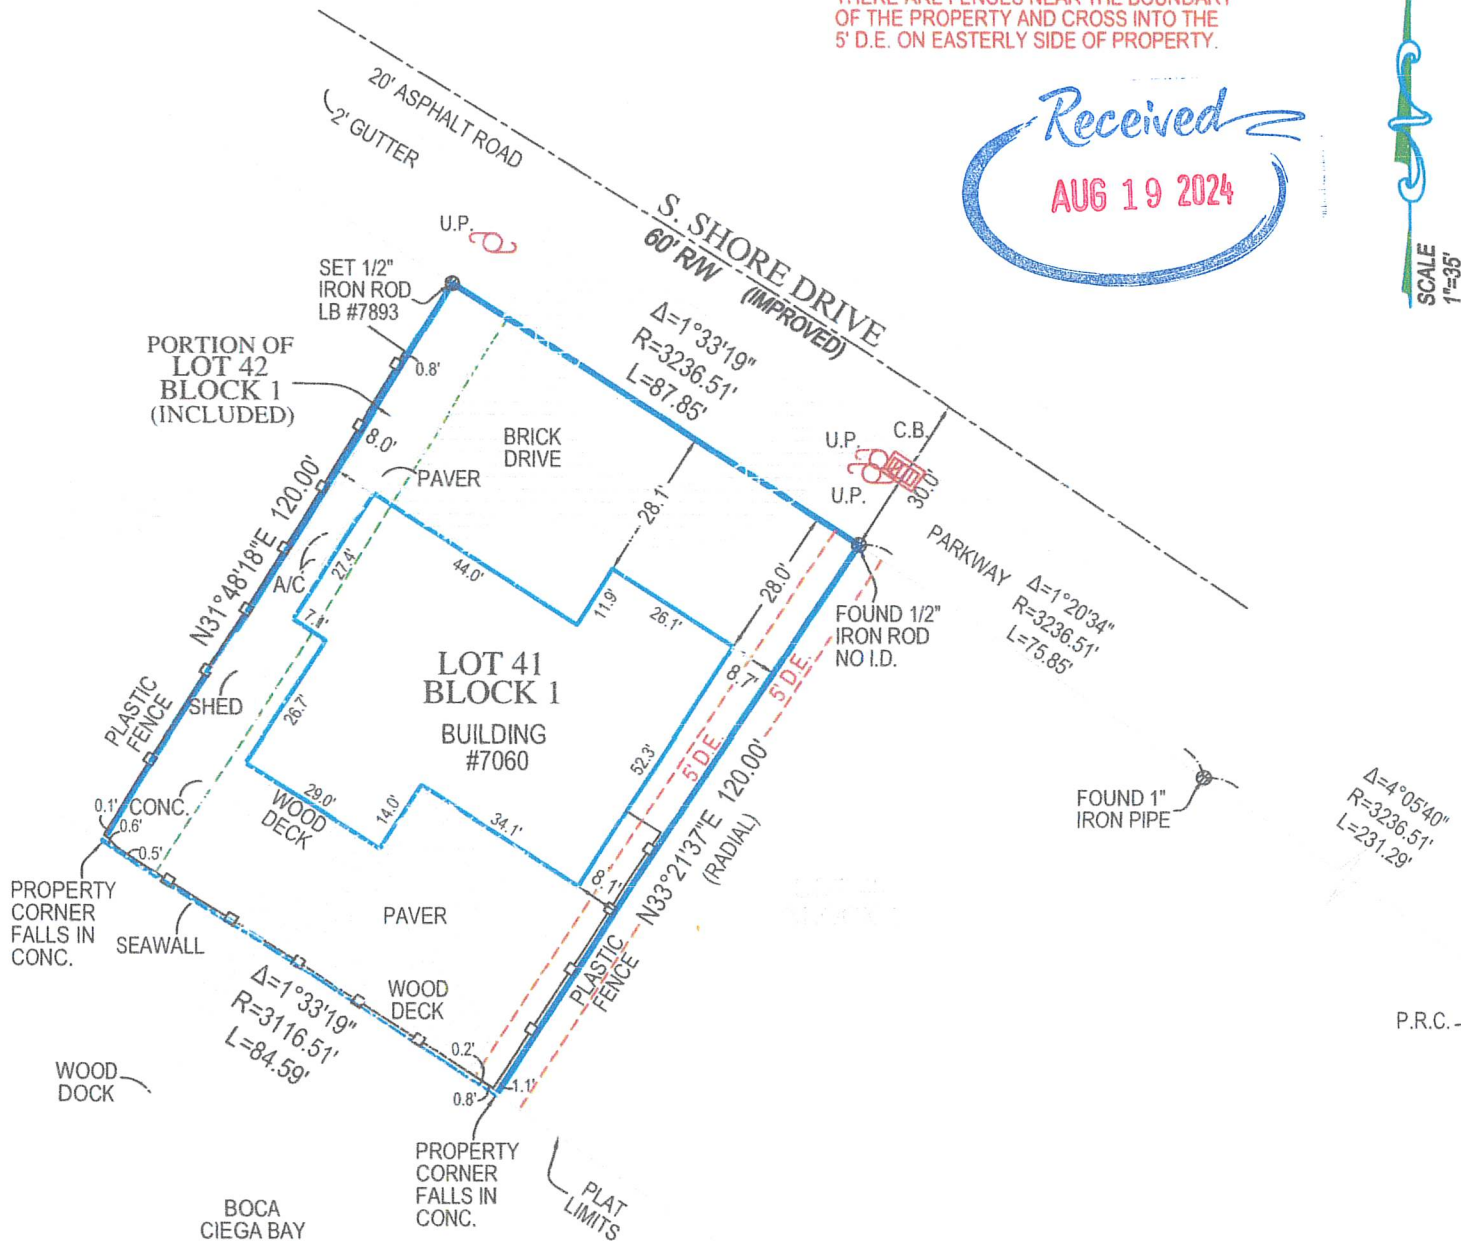 THERE ARE FENCES NEAR THE BOUNDARY
OF THE PROPERTY AND CROSS INTO THE
5' D.E. ON EASTERLY SIDE OF PROPERTY.
Received
AUG 19 2024
SCALE
1"=35'
20' ASPHALT ROAD
2' GUTTER
U.P.
S. SHORE DRIVE
60' R/W (IMPROVED)
SET 1/2"
IRON ROD
LB #7893
Δ=1°33'19"
R=3236.51'
L=87.85'
PORTION OF
LOT 42
BLOCK 1
(INCLUDED)
0.8'
8.0'
BRICK
DRIVE
PAVER
U.P.
C.B.
U.P.
30.0'
28.1'
N31°48'18"E 120.00'
A/C
27.4'
44.0'
7.1'
11.9'
26.1'
28.0'
PARKWAY
Δ=1°20'34"
R=3236.51'
L=75.85'
FOUND 1/2"
IRON ROD
NO I.D.
LOT 41
BLOCK 1
BUILDING
#7060
8.7'
5' D.E.
5' D.E.
PLASTIC
FENCE
SHED
26.7'
52.3'
N33°21'37"E 120.00'
(RADIAL)
FOUND 1"
IRON PIPE
Δ=4°05'40"
R=3236.51'
L=231.29'
0.1'
CONC.
0.6'
0.5'
29.0'
WOOD
DECK
14.0'
34.1'
8.1'
PROPERTY
CORNER
FALLS IN
CONC.
SEAWALL
PAVER
PLASTIC
FENCE
Δ=1°33'19"
R=3116.51'
L=84.59'
WOOD
DECK
P.R.C.
0.2'
1.1'
0.8'
WOOD
DOCK
PROPERTY
CORNER
FALLS IN
CONC.
PLAT
LIMITS
BOCA
CIEGA BAY